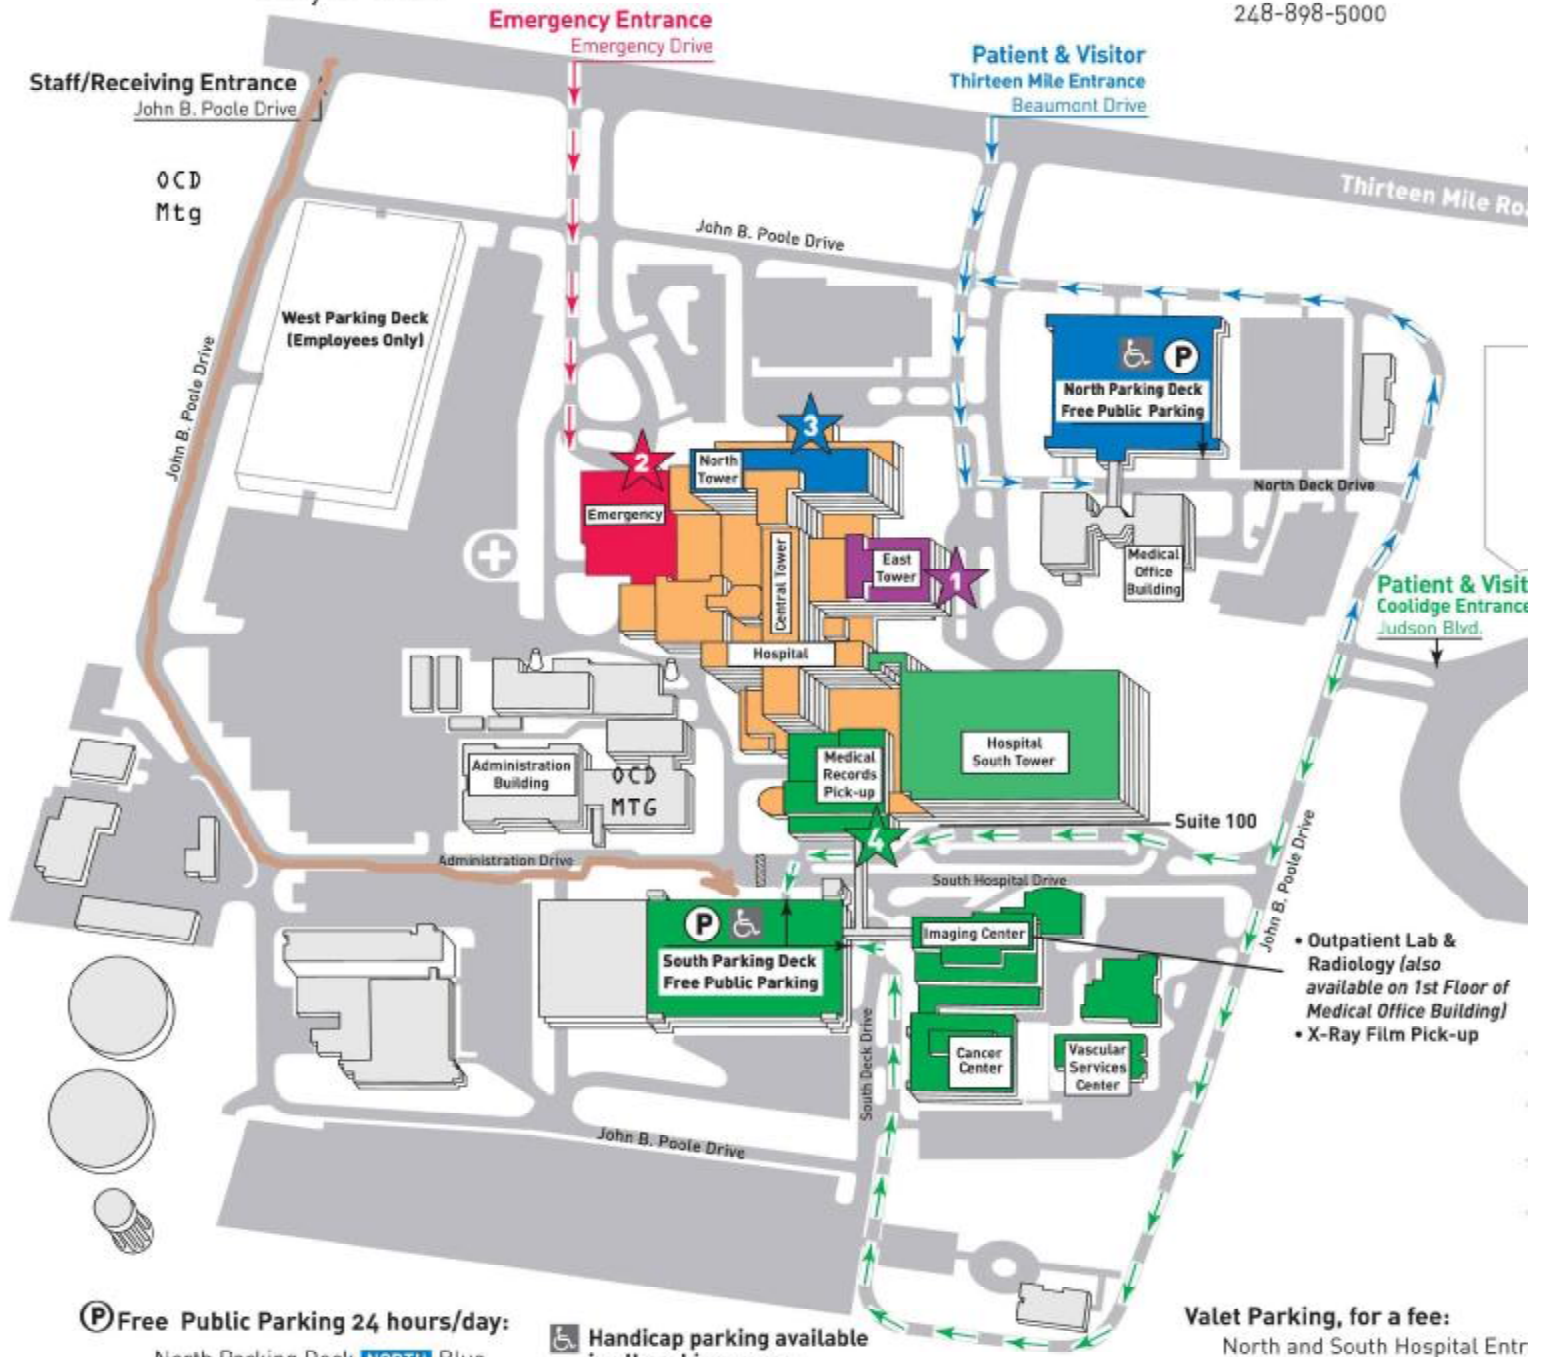 248-898-5000
Emergency Entrance
Emergency Drive
Patient & Visitor
Thirteen Mile Entrance
Beaumont Drive
Staff/Receiving Entrance
John B. Poole Drive
OCD
Mtg
Thirteen Mile Roa
John B. Poole Drive
West Parking Deck
(Employees Only)
John B. Poole Drive
P
North Parking Deck
Free Public Parking
3
2
North
Tower
Emergency
North Deck Drive
Central Tower
East
Tower
1
Medical
Office
Building
Patient & Visit
Coolidge Entrance
Judson Blvd.
Hospital
Hospital
South Tower
Medical
Records
Pick-up
Administration
Building
OCD
MTG
4
Suite 100
Administration Drive
South Hospital Drive
John B. Poole Drive
P
South Parking Deck
Free Public Parking
Imaging Center
• Outpatient Lab &
Radiology (also
available on 1st Floor of
Medical Office Building)
• X-Ray Film Pick-up
South Deck Drive
Cancer
Center
Vascular
Services
Center
John B. Poole Drive
P Free Public Parking 24 hours/day:
North Parking Deck NORTH Blue
Handicap parking available
Valet Parking, for a fee:
North and South Hospital Entr